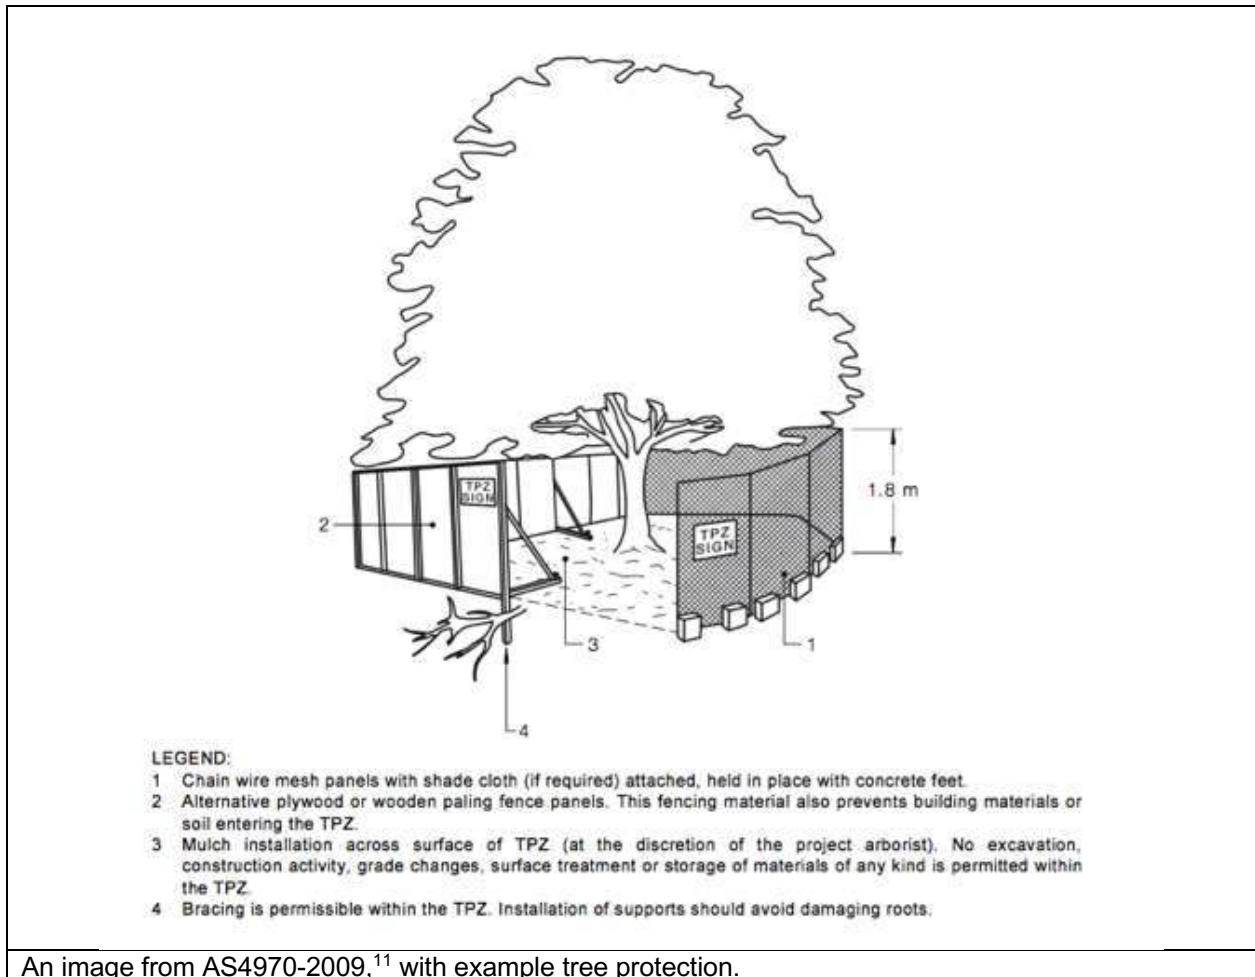 TPZ
SIGN
1.8 m
2
TPZ
SIGN
3
1
4
LEGEND:
1 Chain wire mesh panels with shade cloth (if required) attached, held in place with concrete feet.
2 Alternative plywood or wooden paling fence panels. This fencing material also prevents building materials or
soil entering the TPZ.
3 Mulch installation across surface of TPZ (at the discretion of the project arborist). No excavation,
construction activity, grade changes, surface treatment or storage of materials of any kind is permitted within
the TPZ.
4 Bracing is permissible within the TPZ. Installation of supports should avoid damaging roots.
An image from AS4970-2009,¹¹ with example tree protection.